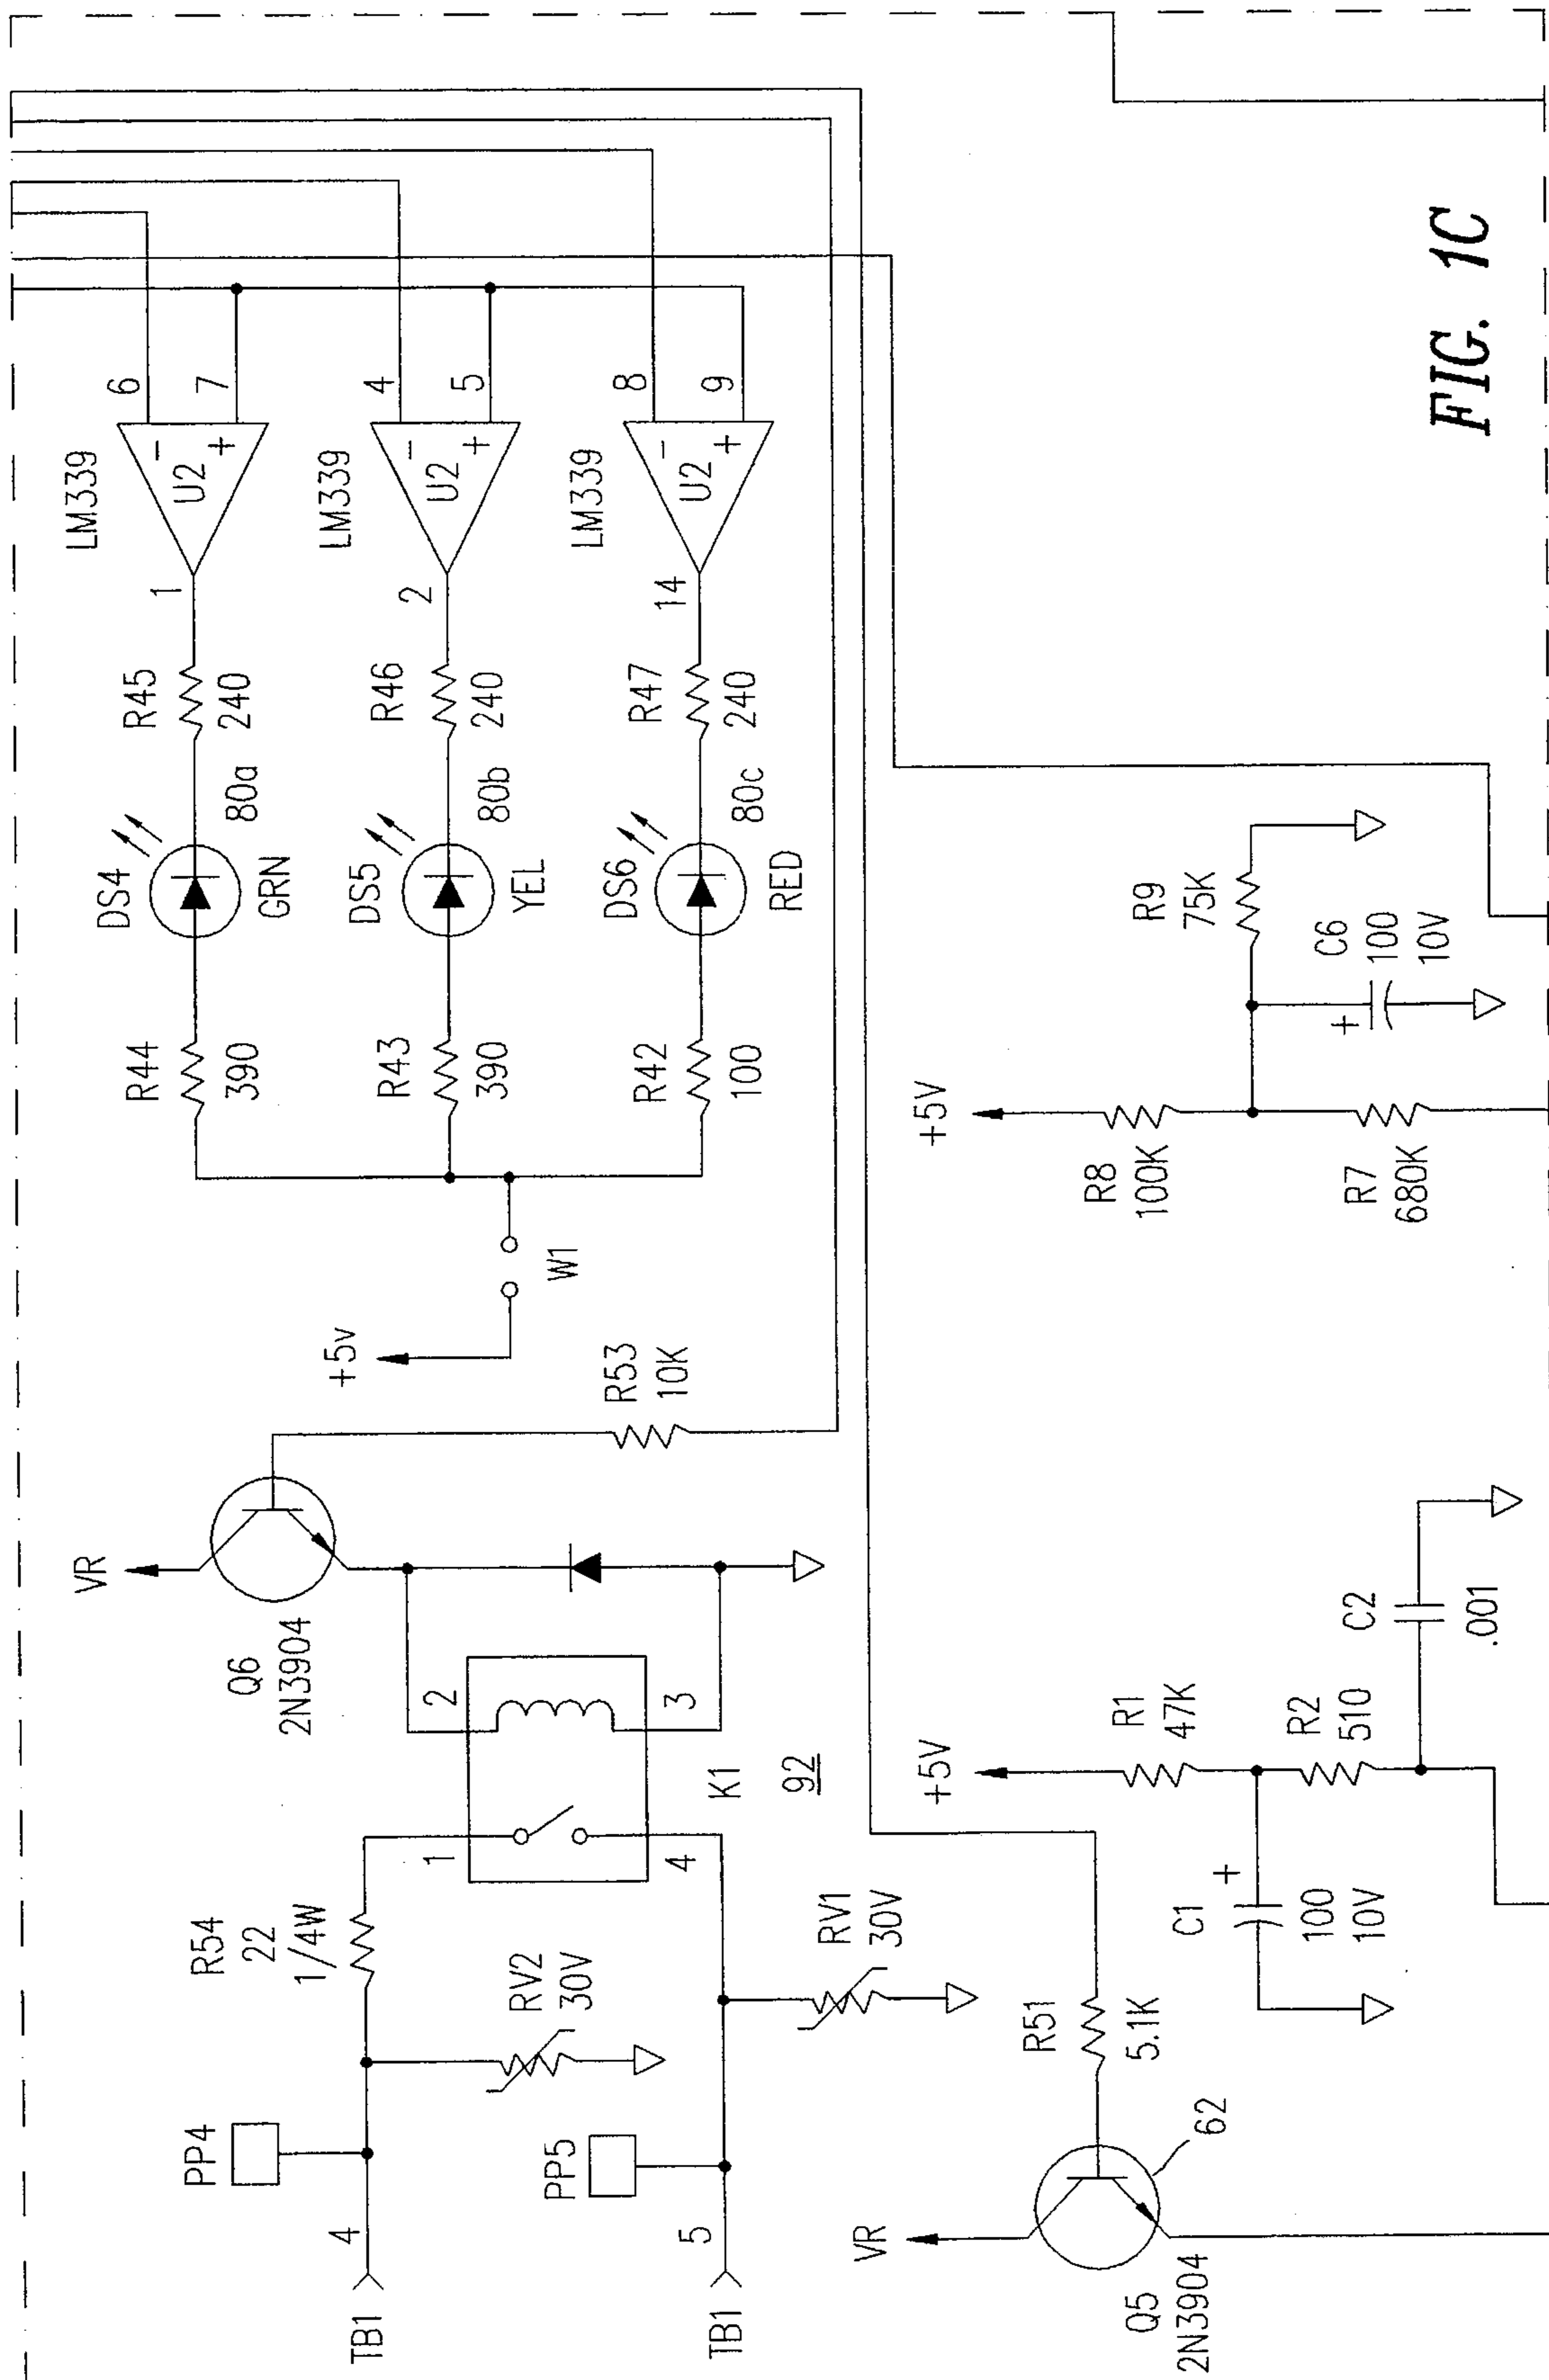 TB1
4
PP4
R54
22
1/4W
RV2
30V
TB1
5
PP5
RV1
30V
1
2
3
4
K1
92
VR
Q6
2N3904
R53
10K
+5v
W1
R44
390
DS4
GRN
80a
R45
240
1
LM339
U2
-
+
6
7
R43
390
DS5
YEL
80b
R46
240
2
LM339
U2
-
+
4
5
R42
100
DS6
RED
80c
R47
240
14
LM339
U2
-
+
8
9
VR
Q5
2N3904
62
R51
5.1K
+5V
C1
+
100
10V
R1
47K
R2
510
C2
.001
+5V
R8
100K
R7
680K
R9
75K
+
C6
100
10V
FIG. 1C